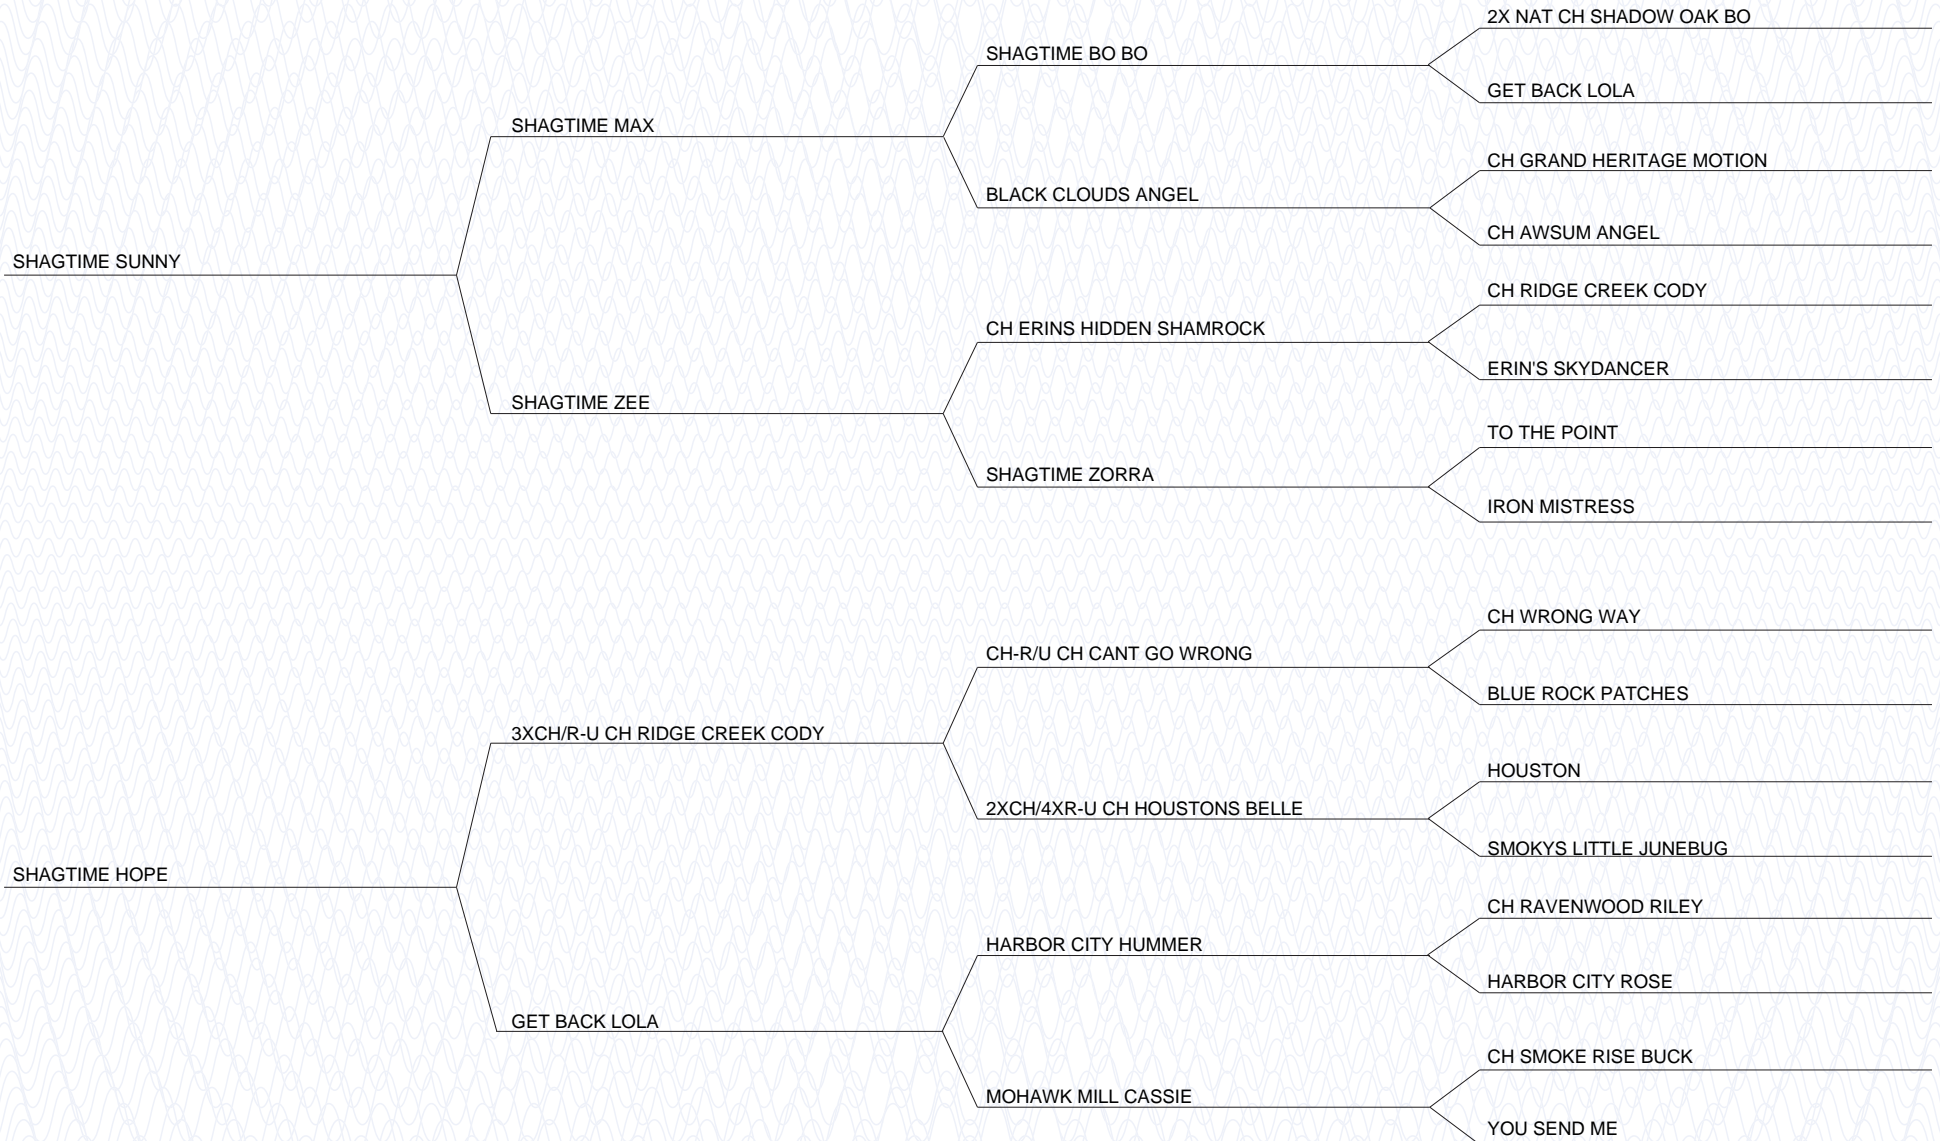 2X NAT CH SHADOW OAK BO
SHAGTIME BO BO
GET BACK LOLA
SHAGTIME MAX
CH GRAND HERITAGE MOTION
BLACK CLOUDS ANGEL
CH AWSUM ANGEL
SHAGTIME SUNNY
CH RIDGE CREEK CODY
CH ERINS HIDDEN SHAMROCK
ERIN'S SKYDANCER
SHAGTIME ZEE
TO THE POINT
SHAGTIME ZORRA
IRON MISTRESS
CH WRONG WAY
CH-R/U CH CANT GO WRONG
BLUE ROCK PATCHES
3XCH/R-U CH RIDGE CREEK CODY
HOUSTON
2XCH/4XR-U CH HOUSTONS BELLE
SMOKYS LITTLE JUNEBUG
SHAGTIME HOPE
CH RAVENWOOD RILEY
HARBOR CITY HUMMER
HARBOR CITY ROSE
GET BACK LOLA
CH SMOKE RISE BUCK
MOHAWK MILL CASSIE
YOU SEND ME